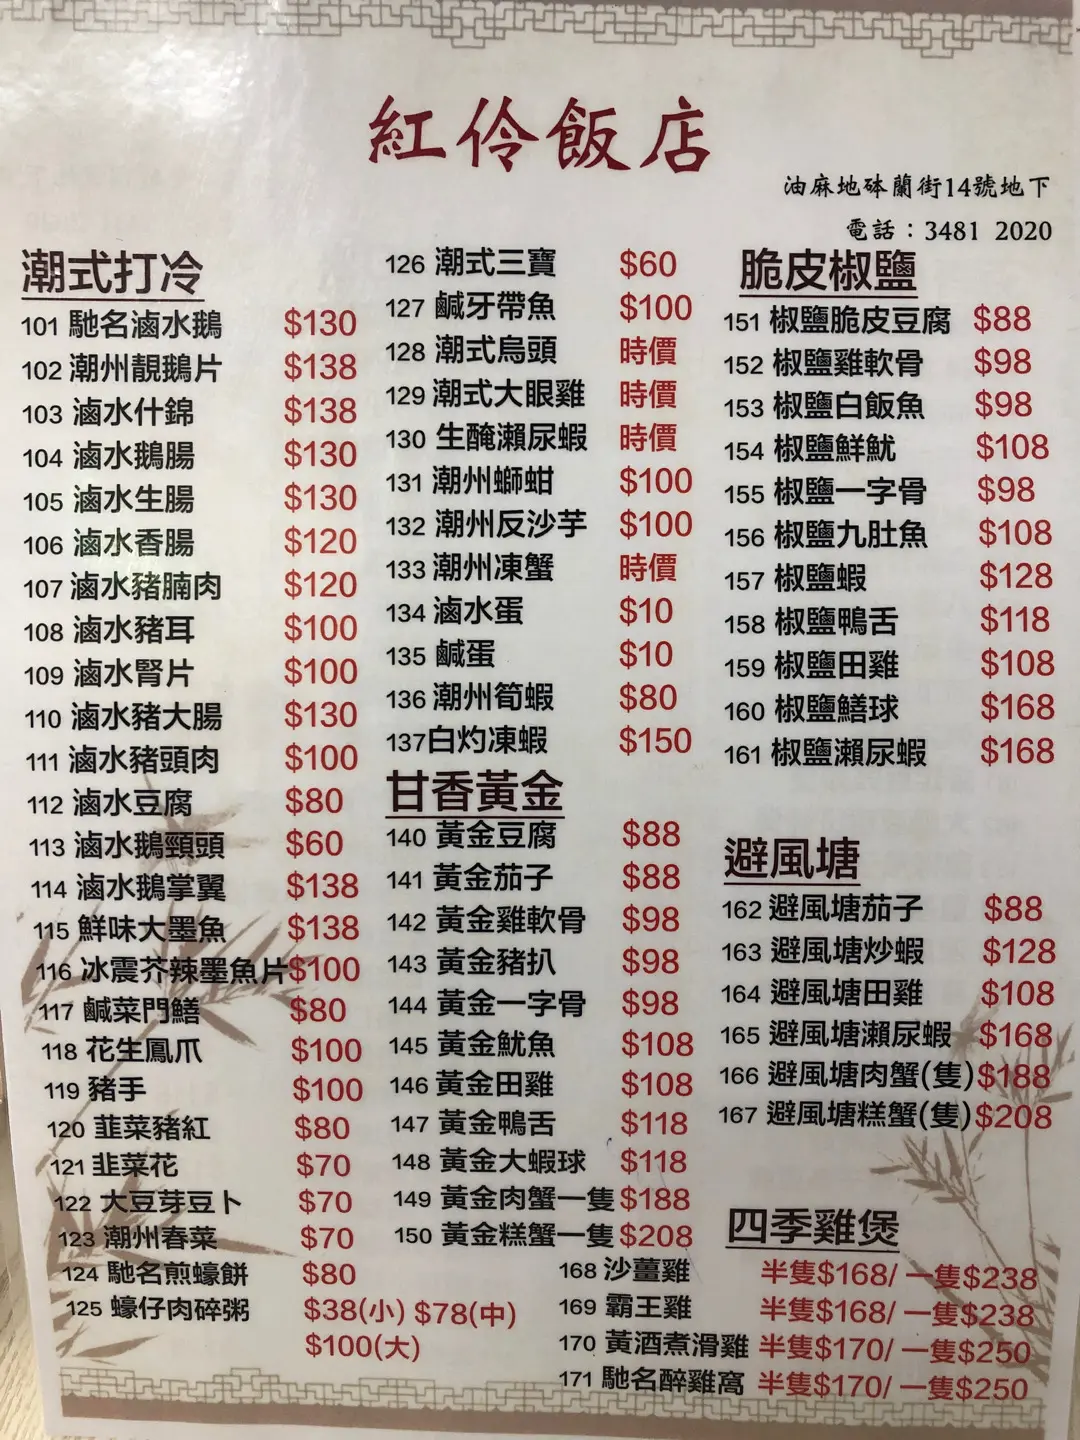 紅伶飯店
油麻地砵蘭街14號地下
電話：3481 2020
潮式打冷
101 馳名滷水鵝 $130
102 潮州靚鵝片 $138
103 滷水什錦 $138
104 滷水鵝腸 $130
105 滷水生腸 $130
106 滷水香腸 $120
107 滷水豬腩肉 $120
108 滷水豬耳 $100
109 滷水腎片 $100
110 滷水豬大腸 $130
111 滷水豬頭肉 $100
112 滷水豆腐 $80
113 滷水鵝頸頭 $60
114 滷水鵝掌翼 $138
115 鮮味大墨魚 $138
116 冰震芥辣墨魚片 $100
117 鹹菜門鱔 $80
118 花生鳳爪 $100
119 豬手 $100
120 韮菜豬紅 $80
121 韭菜花 $70
122 大豆芽豆卜 $70
123 潮州春菜 $70
124 馳名煎蠔餅 $80
125 蠔仔肉碎粥 $38(小) $78(中)
$100(大)
126 潮式三寶 $60
127 鹹牙帶魚 $100
128 潮式烏頭 時價
129 潮式大眼雞 時價
130 生醃瀨尿蝦 時價
131 潮州螄蚶 $100
132 潮州反沙芋 $100
133 潮州凍蟹 時價
134 滷水蛋 $10
135 鹹蛋 $10
136 潮州筍蝦 $80
137 白灼凍蝦 $150
甘香黃金
140 黃金豆腐 $88
141 黃金茄子 $88
142 黃金雞軟骨 $98
143 黃金豬扒 $98
144 黃金一字骨 $98
145 黃金魷魚 $108
146 黃金田雞 $108
147 黃金鴨舌 $118
148 黃金大蝦球 $118
149 黃金肉蟹一隻 $188
150 黃金糕蟹一隻 $208
脆皮椒鹽
151 椒鹽脆皮豆腐 $88
152 椒鹽雞軟骨 $98
153 椒鹽白飯魚 $98
154 椒鹽鮮魷 $108
155 椒鹽一字骨 $98
156 椒鹽九肚魚 $108
157 椒鹽蝦 $128
158 椒鹽鴨舌 $118
159 椒鹽田雞 $108
160 椒鹽鱔球 $168
161 椒鹽瀨尿蝦 $168
避風塘
162 避風塘茄子 $88
163 避風塘炒蝦 $128
164 避風塘田雞 $108
165 避風塘瀨尿蝦 $168
166 避風塘肉蟹(隻) $188
167 避風塘糕蟹(隻) $208
四季雞煲
168 沙薑雞 半隻$168/ 一隻$238
169 霸王雞 半隻$168/ 一隻$238
170 黃酒煮滑雞 半隻$170/ 一隻$250
171 馳名醉雞窩 半隻$170/ 一隻$250